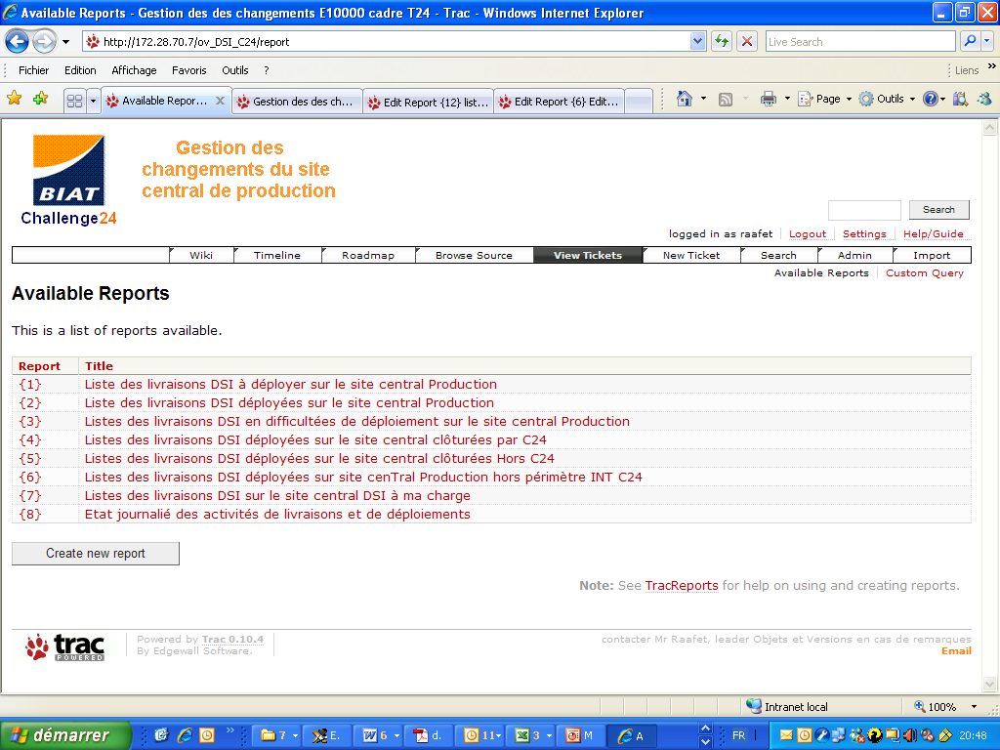 Available Reports - Gestion des des changements E10000 cadre T24 - Trac - Windows Internet Explorer
http://172.28.70.7/ov_DSI_C24/report
Live Search
Fichier Edition Affichage Favoris Outils ?
Liens
Available Repor...
Gestion des des ch...
Edit Report {12} list...
Edit Report {6} Edit...
Page
Outils
BIAT
Challenge24
Gestion des
changements du site
central de production
Search
logged in as raafet Logout Settings Help/Guide
Wiki Timeline Roadmap Browse Source View Tickets New Ticket Search Admin Import
Available Reports Custom Query
Available Reports
This is a list of reports available.
Report Title
{1} Liste des livraisons DSI à déployer sur le site central Production
{2} Liste des livraisons DSI déployées sur le site central Production
{3} Listes des livraisons DSI en difficultées de déploiement sur le site central Production
{4} Listes des livraisons DSI déployées sur le site central clôturées par C24
{5} Listes des livraisons DSI déployées sur le site central clôturées Hors C24
{6} Listes des livraisons DSI déployées sur site cenTral Production hors périmètre INT C24
{7} Listes des livraisons DSI sur le site central DSI à ma charge
{8} Etat journalié des activités de livraisons et de déploiements
Create new report
Note: See TracReports for help on using and creating reports.
trac
POWERED
Powered by Trac 0.10.4
By Edgewall Software.
contacter Mr Raafet, leader Objets et Versions en cas de remarques
Email
Intranet local
100%
démarrer
7
E.
6
d.
11
3
M
A
FR
20:48